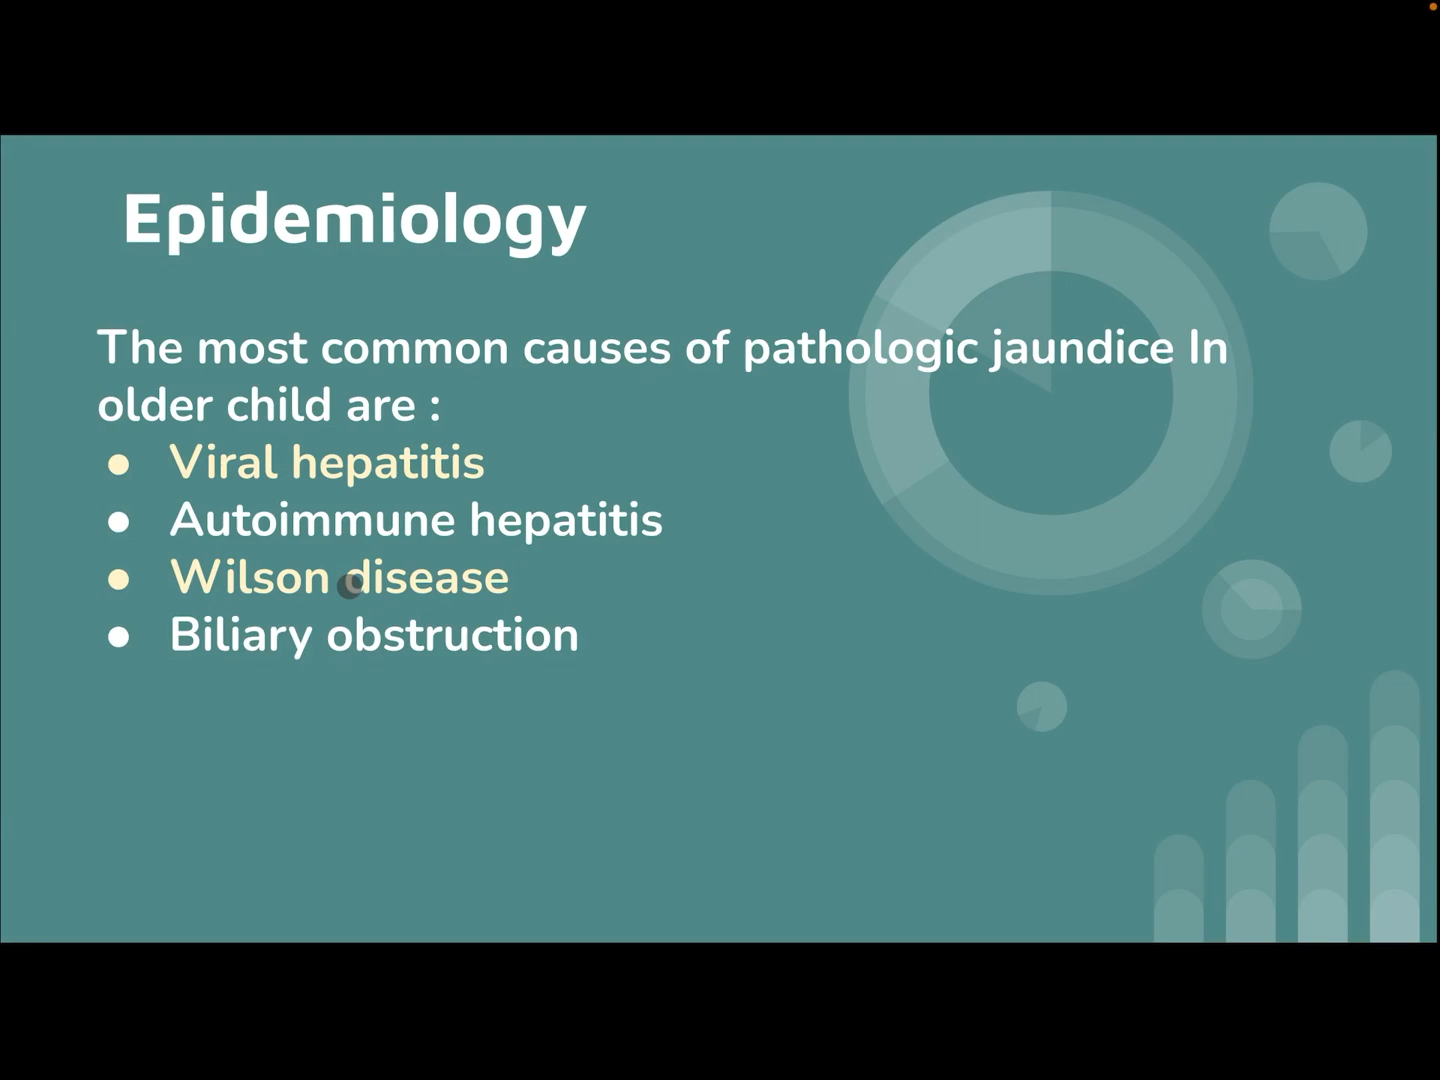 Epidemiology
The most common causes of pathologic jaundice In
older child are :
● Viral hepatitis
● Autoimmune hepatitis
● Wilson disease
● Biliary obstruction